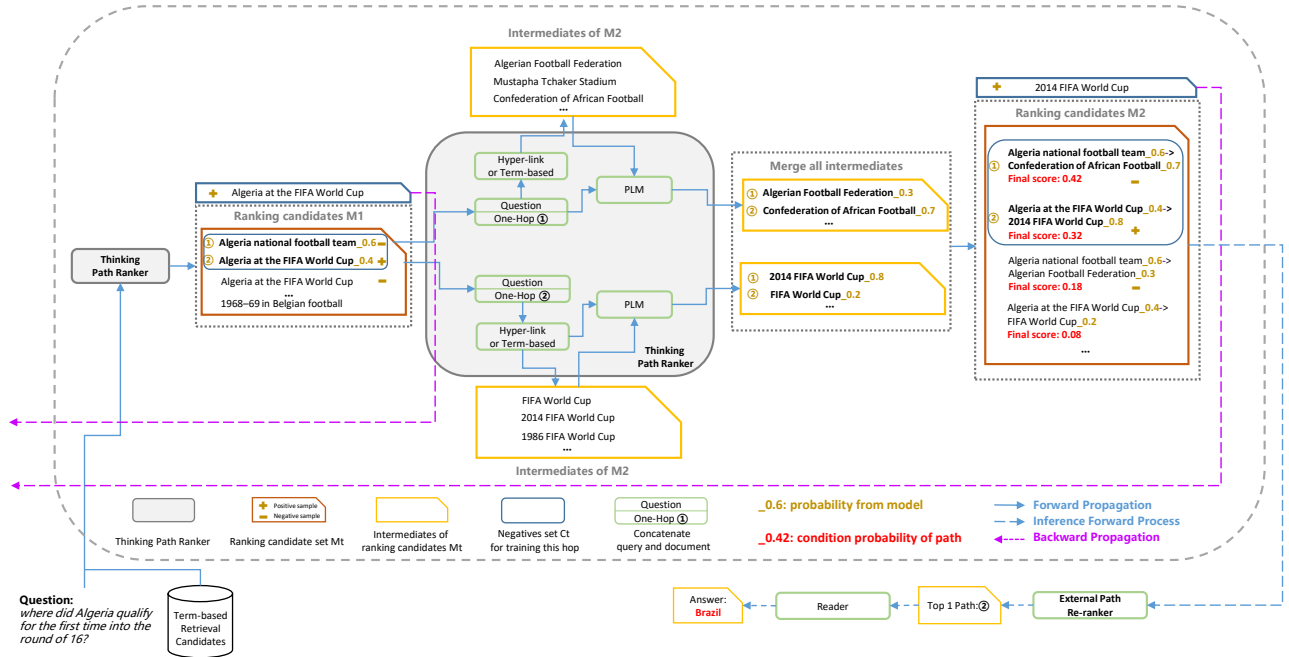 Intermediates of M2
Algerian Football Federation
Mustapha Tchaker Stadium
Confederation of African Football
...
+ Algeria at the FIFA World Cup
Ranking candidates M1
① Algeria national football team_0.6 −
② Algeria at the FIFA World Cup_0.4 +
Algeria at the FIFA World Cup −
...
1968–69 in Belgian football
Thinking
Path Ranker
Hyper-link
or Term-based
Question
One-Hop ①
PLM
Question
One-Hop ②
Hyper-link
or Term-based
PLM
Thinking
Path Ranker
FIFA World Cup
2014 FIFA World Cup
1986 FIFA World Cup
...
Intermediates of M2
Merge all intermediates
① Algerian Football Federation_0.3
② Confederation of African Football_0.7
...
① 2014 FIFA World Cup_0.8
② FIFA World Cup_0.2
...
+ 2014 FIFA World Cup
Ranking candidates M2
Algeria national football team_0.6->
① Confederation of African Football_0.7
Final score: 0.42 −
Algeria at the FIFA World Cup_0.4->
② 2014 FIFA World Cup_0.8
Final score: 0.32 +
Algeria national football team_0.6->
Algerian Football Federation_0.3
Final score: 0.18 −
Algeria at the FIFA World Cup_0.4->
FIFA World Cup_0.2
Final score: 0.08
...
Thinking Path Ranker
+ Positive sample
− Negative sample
Ranking candidate set Mt
Intermediates of
ranking candidates Mt
Negatives set Ct
for training this hop
Question
One-Hop ①
Concatenate
query and document
_0.6: probability from model
_0.42: condition probability of path
Forward Propagation
Inference Forward Process
Backward Propagation
Question:
where did Algeria qualify
for the first time into the
round of 16?
Term-based
Retrieval
Candidates
Answer:
Brazil
Reader
Top 1 Path:②
External Path
Re-ranker